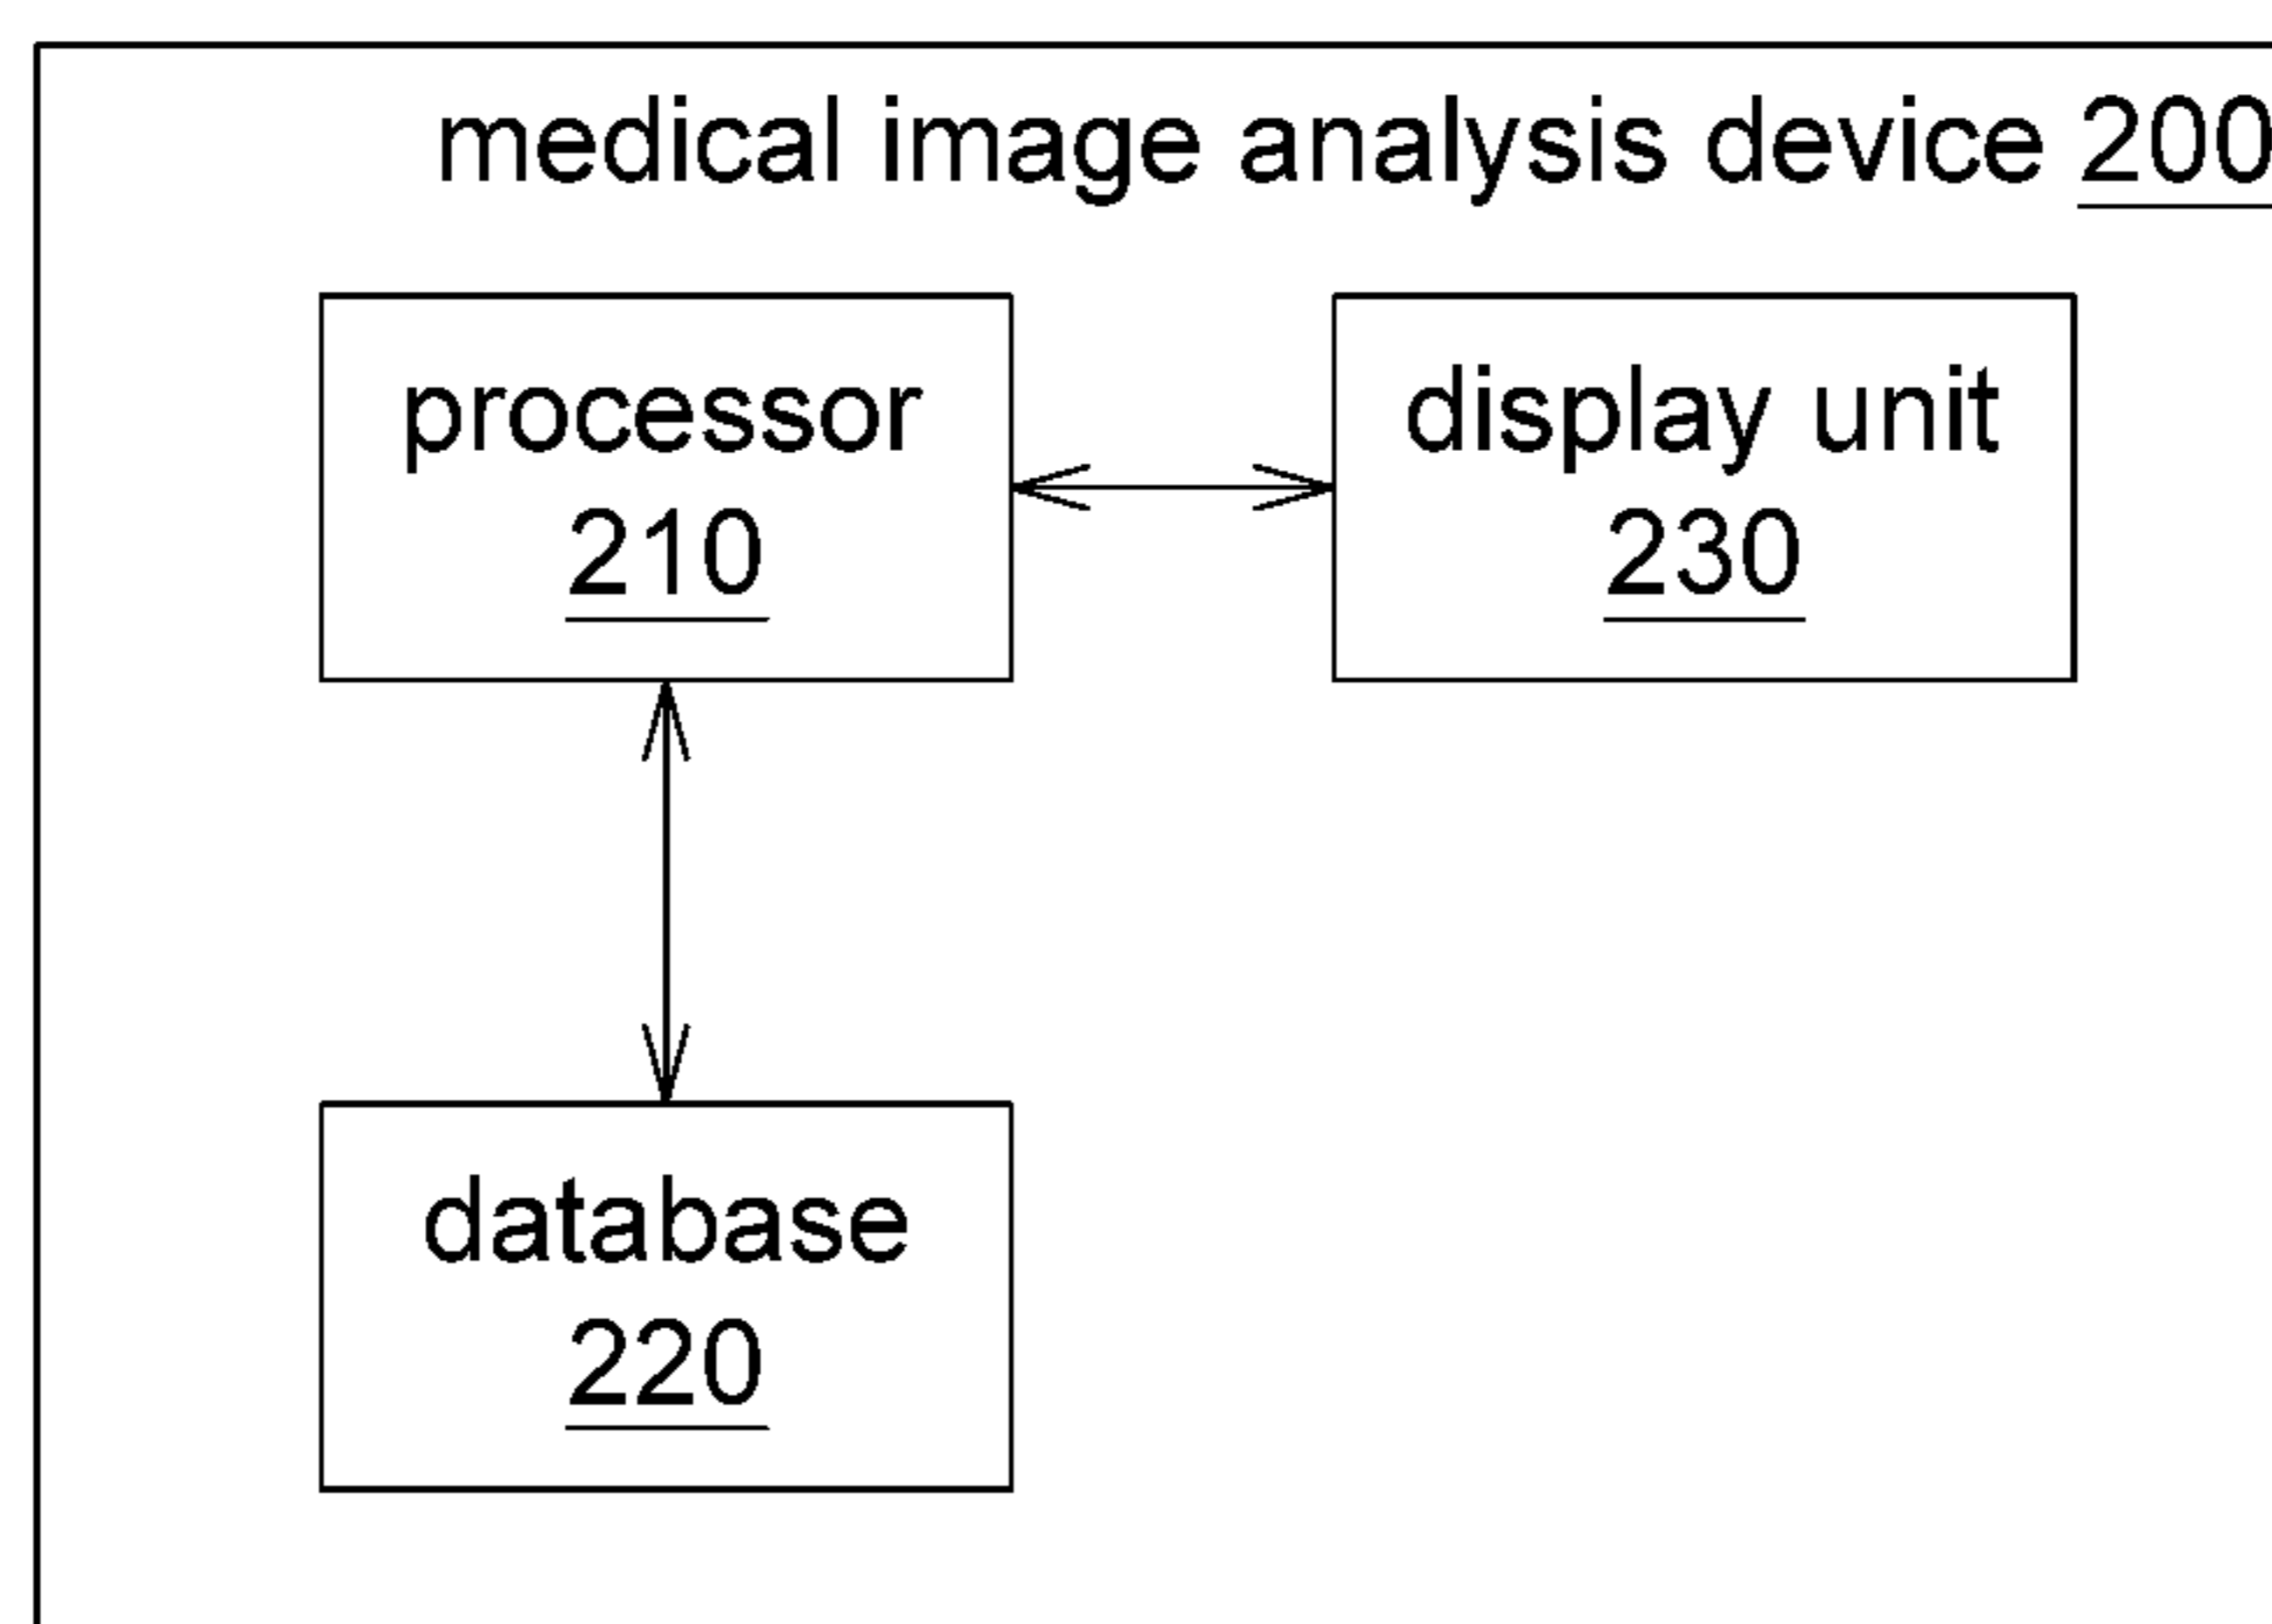 medical image analysis device 200
processor
210
display unit
230
database
220